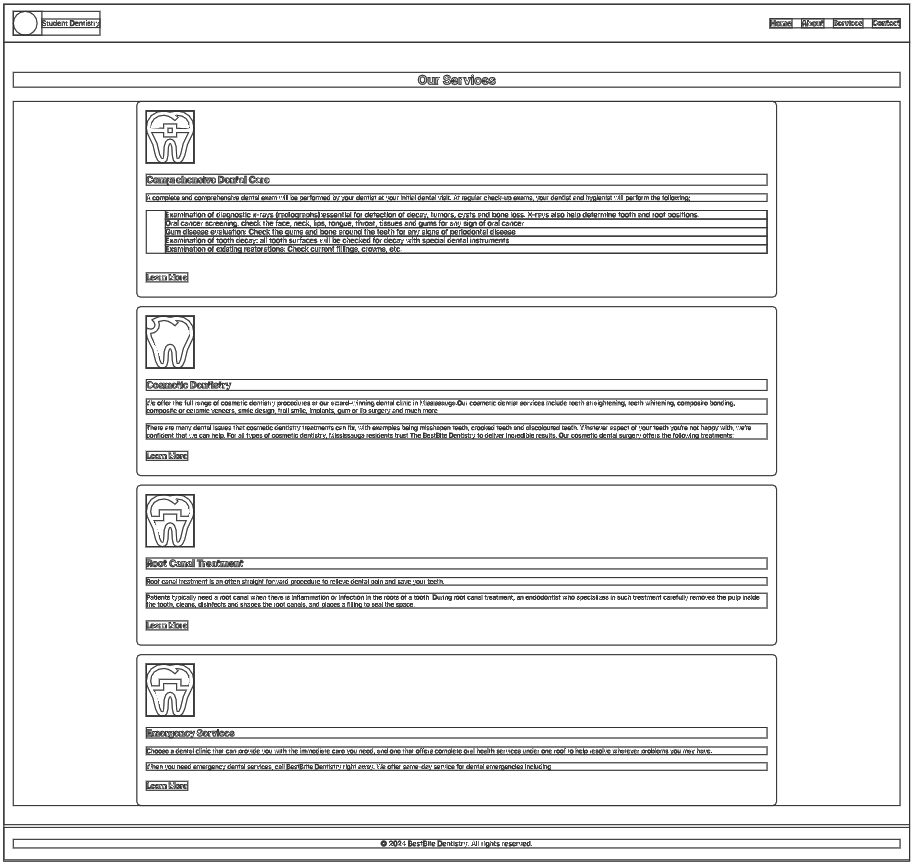 Student Dentistry
Home About Services Contact
Our Services
Comprehensive Dental Care
A complete and comprehensive dental exam will be performed by your dentist at your initial dental visit. At regular check-up exams, your dentist and hygienist will perform the following:
Examination of diagnostic x-rays (radiographs):essential for detection of decay, tumors, cysts and bone loss. X-rays also help determine tooth and root positions.
Oral cancer screening, check the face, neck, lips, tongue, throat, tissues and gums for any sign of oral cancer
Gum disease evaluation: Check the gums and bone around the teeth for any signs of periodontal disease
Examination of tooth decay: all tooth surfaces will be checked for decay with special dental instruments
Examination of existing restorations: Check current fillings, crowns, etc.
Learn More
Cosmetic Dentistry
We offer the full range of cosmetic dentistry procedures at our award-winning dental clinic in Mississauga.Our cosmetic dental services include teeth straightening, teeth whitening, composite bonding,
composite or ceramic veneers, smile design, trail smile, implants, gum or lip surgery and much more
There are many dental issues that cosmetic dentistry treatments can fix, with examples being misshapen teeth, crooked teeth and discoloured teeth. Whatever aspect of your teeth you're not happy with, we're
confident that we can help. For all types of cosmetic dentistry, Mississauga residents trust The BestBite Dentistry to deliver incredible results. Our cosmetic dental surgery offers the following treatments:
Learn More
Root Canal Treatment
Root canal treatment is an often straight forward procedure to relieve dental pain and save your teeth.
Patients typically need a root canal when there is inflammation or infection in the roots of a tooth. During root canal treatment, an endodontist who specializes in such treatment carefully removes the pulp inside
the tooth, cleans, disinfects and shapes the root canals, and places a filling to seal the space.
Learn More
Emergency Services
Choose a dental clinic that can provide you with the immediate care you need, and one that offers complete oral health services under one roof to help resolve whatever problems you may have.
When you need emergency dental services, call BestBite Dentistry right away. We offer same-day service for dental emergencies including
Learn More
© 2024 BestBite Dentistry. All rights reserved.